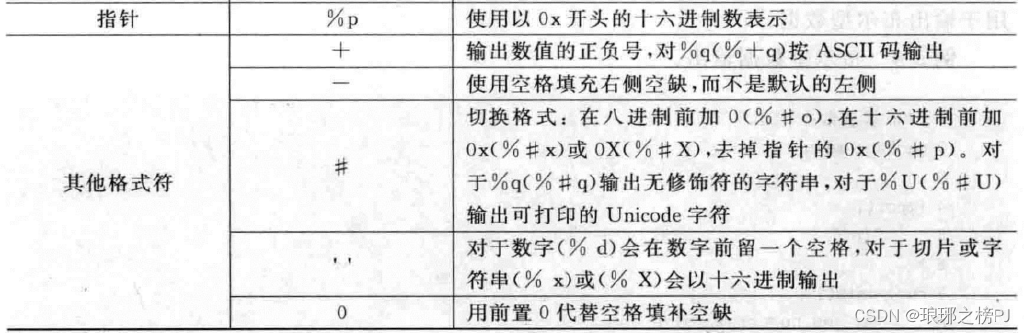 指针 %p 使用以 0x 开头的十六进制数表示
+ 输出数值的正负号,对%q(%+q)按 ASCII 码输出
- 使用空格填充右侧空缺,而不是默认的左侧
切换格式:在八进制前加 0(%#o),在十六进制前加
0x(%#x)或 0X(%#X),去掉指针的 0x(%#p)。对
其他格式符 # 于%q(%#q)输出无修饰符的字符串,对于%U(%#U)
输出可打印的 Unicode 字符
' ' 对于数字(% d)会在数字前留一个空格,对于切片或字
符串(% x)或(% X)会以十六进制输出
0 用前置 0 代替空格填补空缺
CSDN @琅琊之榜PJ